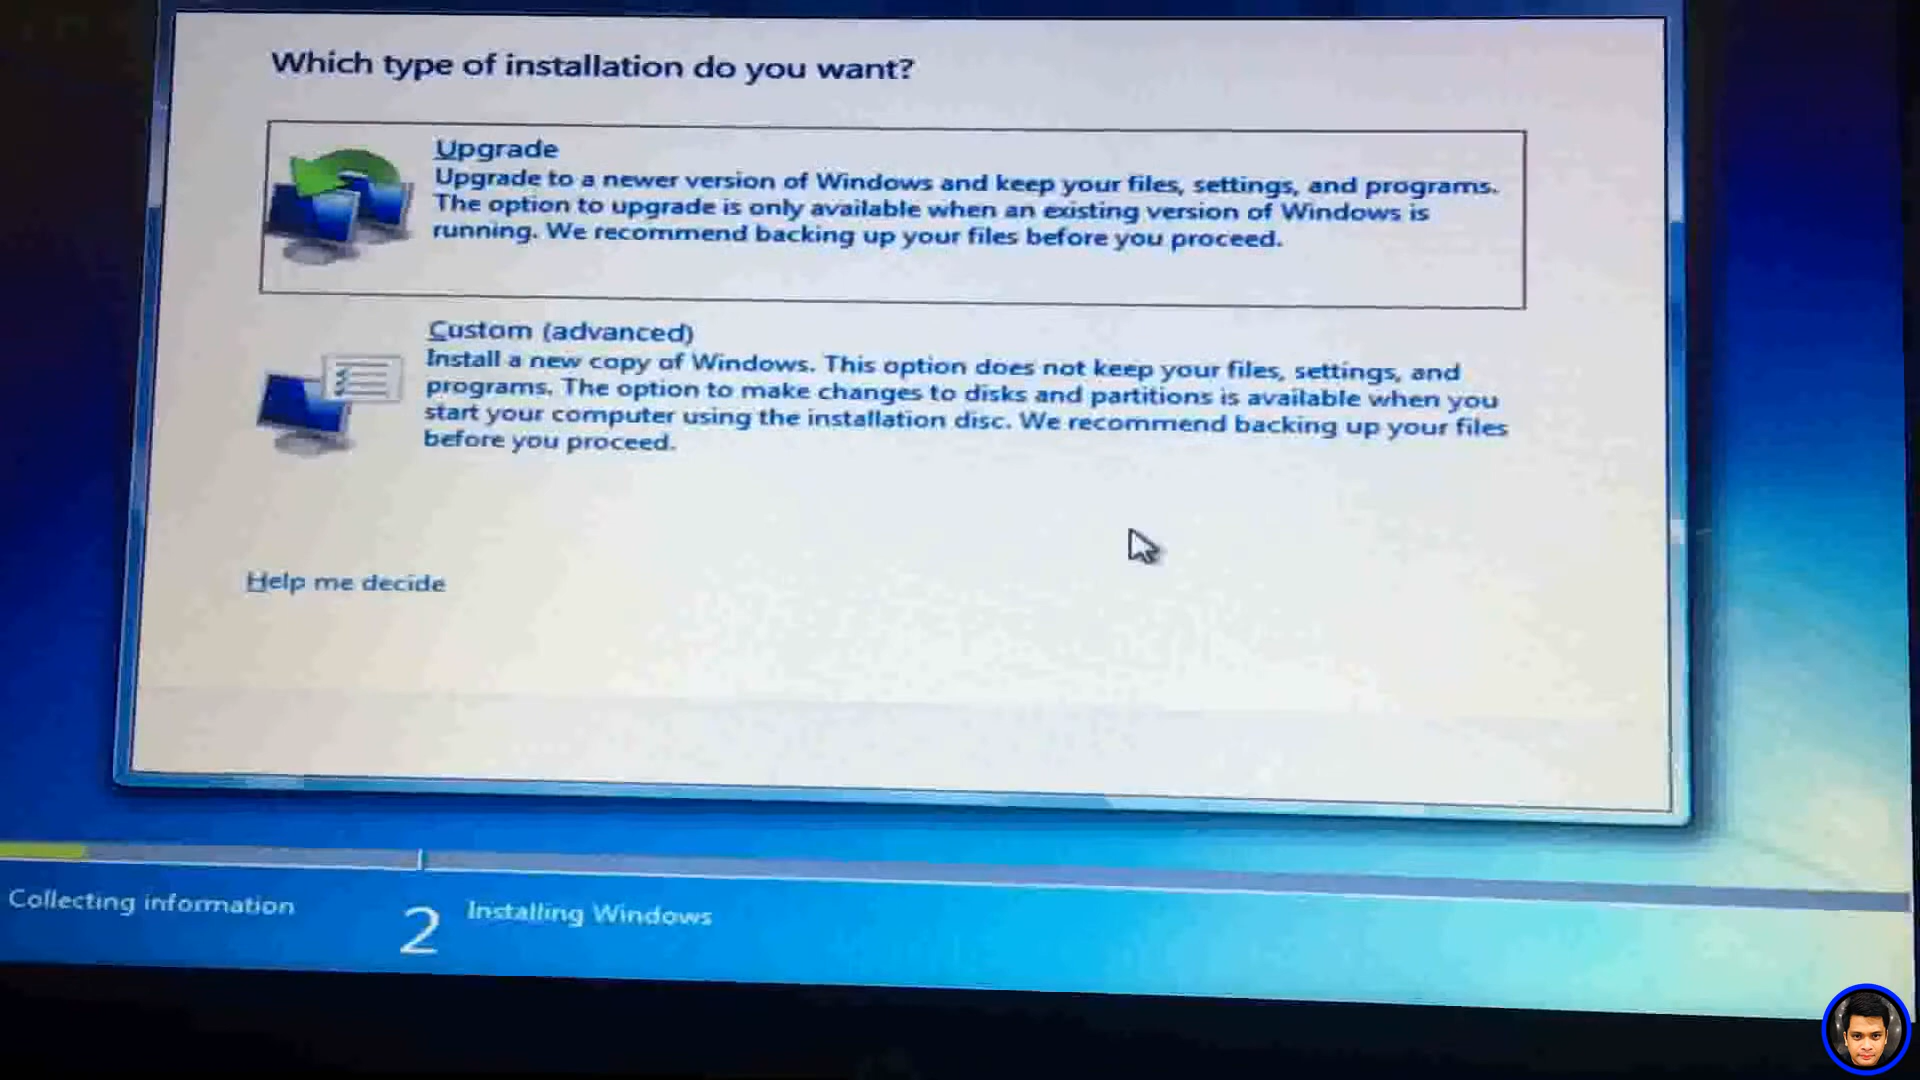 Which type of installation do you want?
Upgrade
Upgrade to a newer version of Windows and keep your files, settings, and programs.
The option to upgrade is only available when an existing version of Windows is
running. We recommend backing up your files before you proceed.
Custom (advanced)
Install a new copy of Windows. This option does not keep your files, settings, and
programs. The option to make changes to disks and partitions is available when you
start your computer using the installation disc. We recommend backing up your files
before you proceed.
Help me decide
Collecting information
2 Installing Windows